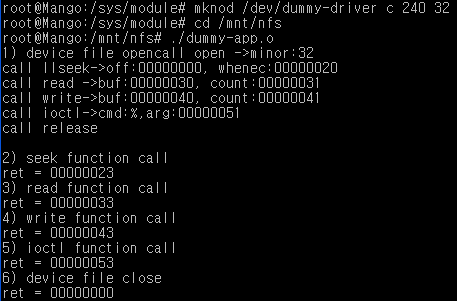 root@Mango:/sys/module# mknod /dev/dummy-driver c 240 32
root@Mango:/sys/module# cd /mnt/nfs
root@Mango:/mnt/nfs# ./dummy-app.o
1) device file opencall open ->minor:32
call llseek->off:00000000, whenec:00000020
call read ->buf:00000030, count:00000031
call write->buf:00000040, count:00000041
call ioctl->cmd:%,arg:00000051
call release
2) seek function call
ret = 00000023
3) read function call
ret = 00000033
4) write function call
ret = 00000043
5) ioctl function call
ret = 00000053
6) device file close
ret = 00000000